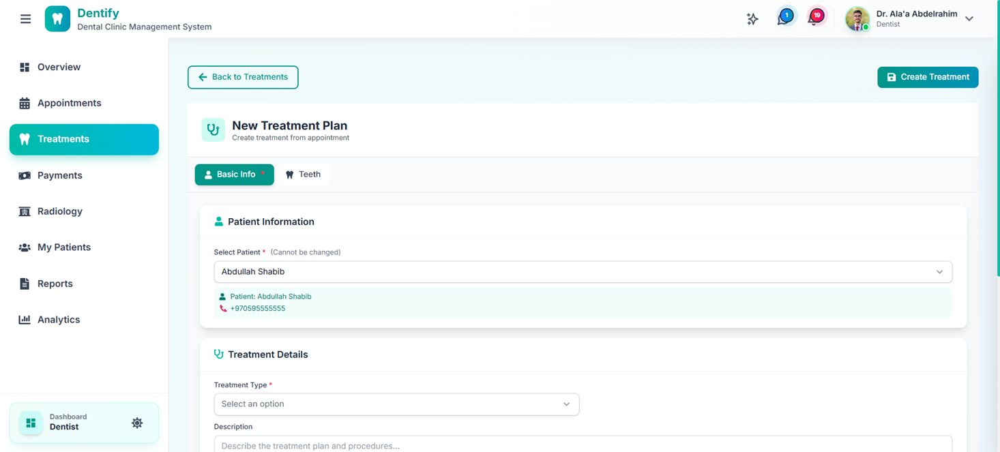 Dentify
Dental Clinic Management System
1
19
Dr. Ala'a Abdelrahim
Dentist
Overview
Appointments
Treatments
Payments
Radiology
My Patients
Reports
Analytics
Dashboard
Dentist
Back to Treatments
Create Treatment
New Treatment Plan
Create treatment from appointment
Basic Info *
Teeth
Patient Information
Select Patient * (Cannot be changed)
Abdullah Shabib
Patient: Abdullah Shabib
+970595555555
Treatment Details
Treatment Type *
Select an option
Description
Describe the treatment plan and procedures...